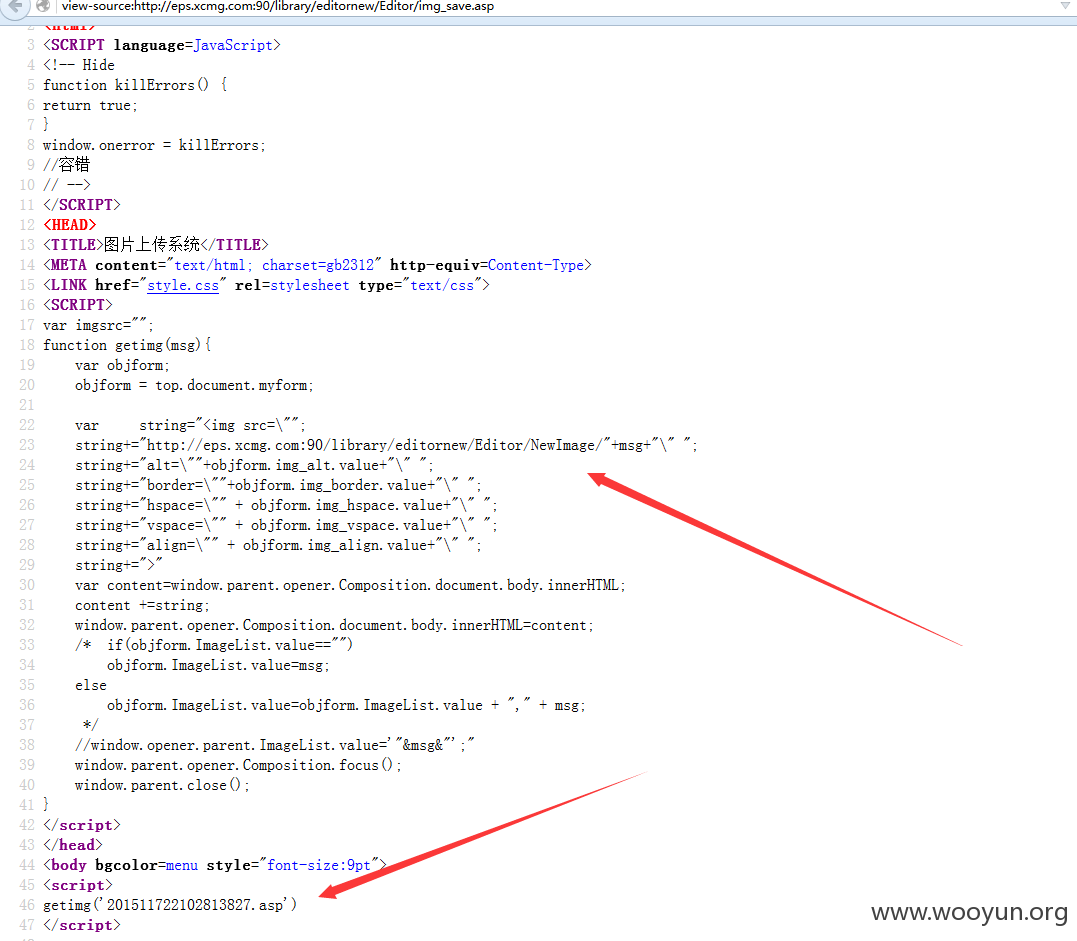 view-source:http://eps.xcmg.com:90/library/editornew/Editor/img_save.asp
2 <html>
3 <SCRIPT language=JavaScript>
4 <!-- Hide
5 function killErrors() {
6 return true;
7 }
8 window.onerror = killErrors;
9 //容错
10 // -->
11 </SCRIPT>
12 <HEAD>
13 <TITLE>图片上传系统</TITLE>
14 <META content="text/html; charset=gb2312" http-equiv=Content-Type>
15 <LINK href="style.css" rel=stylesheet type="text/css">
16 <SCRIPT>
17 var imgsrc="";
18 function getimg(msg){
19 var objform;
20 objform = top.document.myform;
21
22 var string="<img src=\"";
23 string+="http://eps.xcmg.com:90/library/editornew/Editor/NewImage/"+msg+"\" ";
24 string+="alt=\""+objform.img_alt.value+"\" ";
25 string+="border=\""+objform.img_border.value+"\" ";
26 string+="hspace=\"" + objform.img_hspace.value+"\" ";
27 string+="vspace=\"" + objform.img_vspace.value+"\" ";
28 string+="align=\"" + objform.img_align.value+"\" ";
29 string+=">"
30 var content=window.parent.opener.Composition.document.body.innerHTML;
31 content +=string;
32 window.parent.opener.Composition.document.body.innerHTML=content;
33 /* if(objform.ImageList.value=="")
34 objform.ImageList.value=msg;
35 else
36 objform.ImageList.value=objform.ImageList.value + "," + msg;
37 */
38 //window.opener.parent.ImageList.value='"&msg&"';"
39 window.parent.opener.Composition.focus();
40 window.parent.close();
41 }
42 </script>
43 </head>
44 <body bgcolor=menu style="font-size:9pt">
45 <script>
46 getimg('201511722102813827.asp')
47 </script>
www.wooyun.org